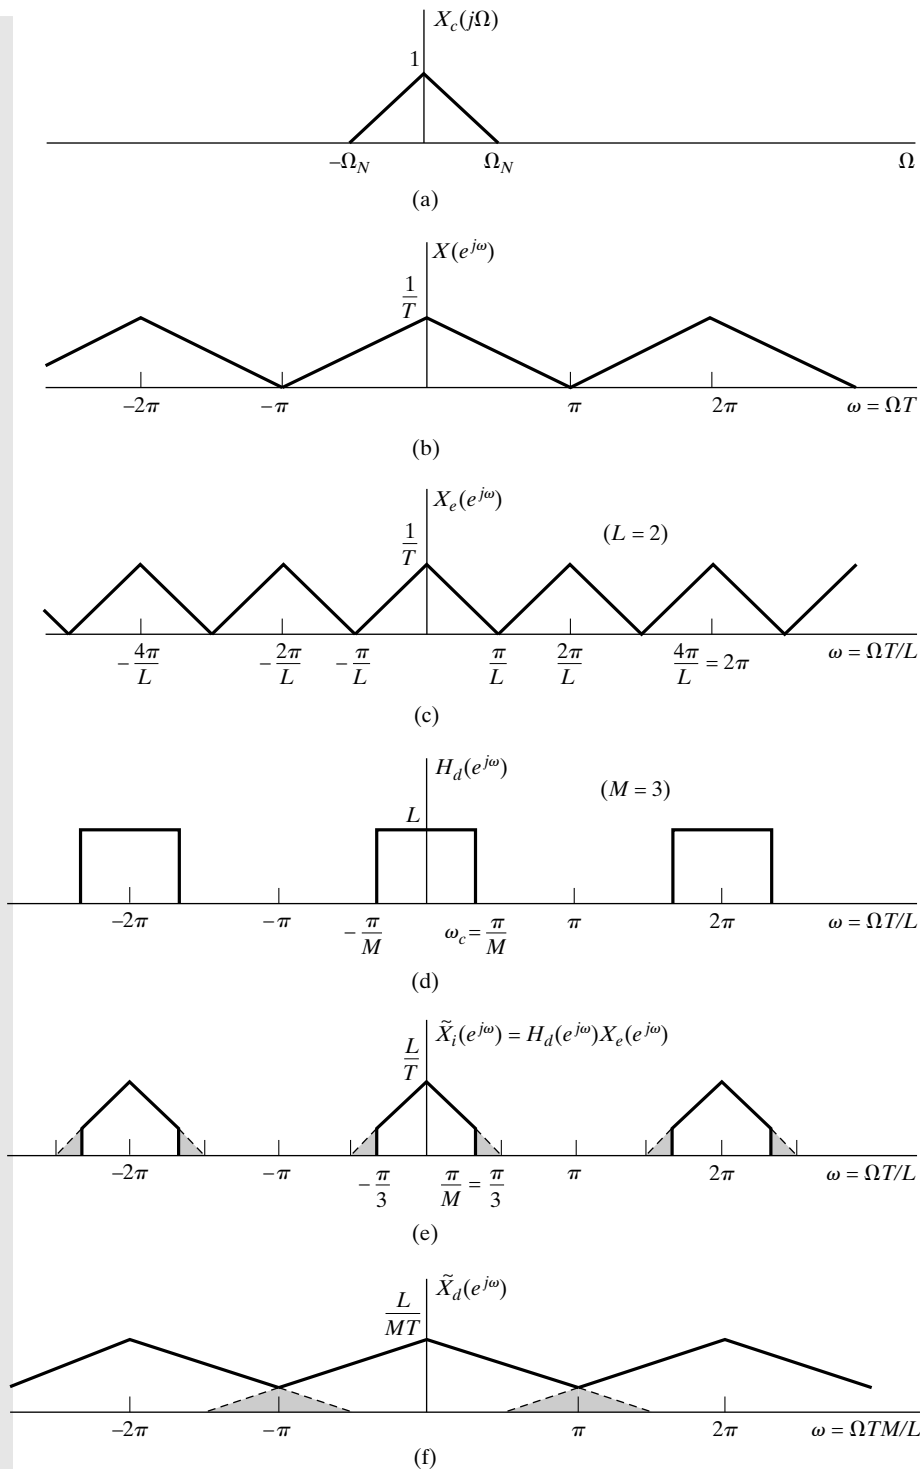 X_c(jΩ)
1
−Ω_N Ω_N Ω
(a)
X(e^{jω})
1/T
−2π −π π 2π ω = ΩT
(b)
X_e(e^{jω})
1/T (L = 2)
−4π/L −2π/L −π/L π/L 2π/L 4π/L = 2π ω = ΩT/L
(c)
H_d(e^{jω})
(M = 3)
L
−2π −π −π/M ω_c = π/M π 2π ω = ΩT/L
(d)
X̃_i(e^{jω}) = H_d(e^{jω})X_e(e^{jω})
L/T
−2π −π −π/3 π/M = π/3 π 2π ω = ΩT/L
(e)
X̃_d(e^{jω})
L/MT
−2π −π π 2π ω = ΩTM/L
(f)